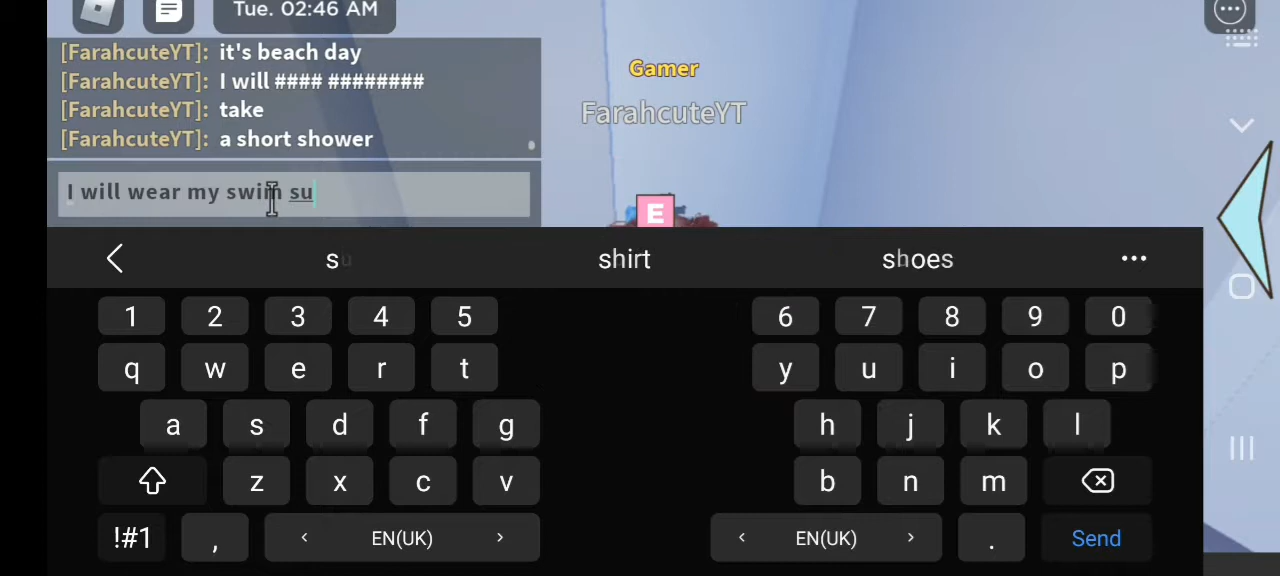 Tue. 02:46 AM
[FarahcuteYT]: it's beach day
[FarahcuteYT]: I will #### ########
[FarahcuteYT]: take
[FarahcuteYT]: a short shower
Gamer
FarahcuteYT
I will wear my swim su
E
su shirt shoes
1 2 3 4 5 6 7 8 9 0
q w e r t y u i o p
a s d f g h j k l
z x c v b n m
!#1 , < EN(UK) > < EN(UK) > . Send